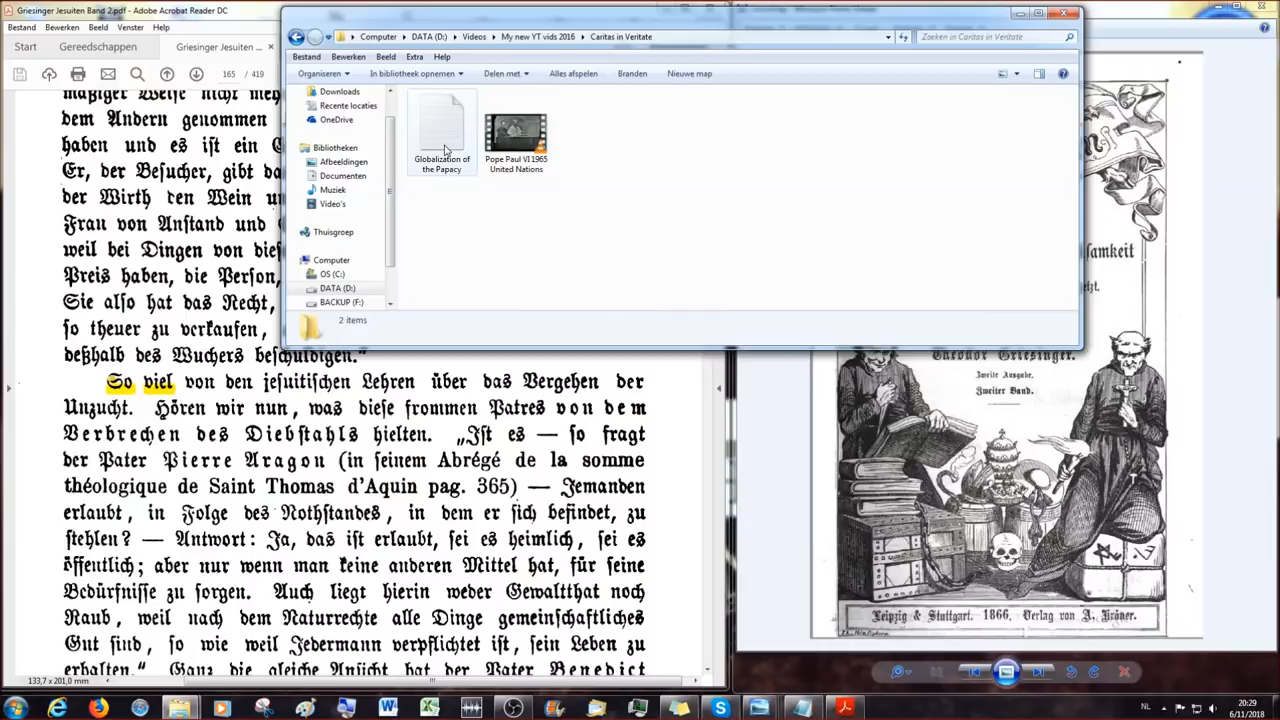 Griesinger Jesuiten Band 2.pdf - Adobe Acrobat Reader DC
Bestand Bewerken Beeld Venster Help
Start Gereedschappen Griesinger Jesuiten ... ×
165 / 419
mäßiger Weise nicht meh
dem Andern genommen
haben und es ist ein G
Er, der Besucher, gibt da
der Wirth den Wein u
Frau von Anstand und
weil bei Dingen von dies
Preis haben, die Person,
Sie also hat das Recht,
so theuer zu verkaufen,
deßhalb des Wuchers beschuldigen.“
So viel von den jesuitischen Lehren über das Vergehen der
Unzucht. Hören wir nun, was diese frommen Patres von dem
Verbrechen des Diebstahls hielten. „Ist es — so fragt
der Pater Pierre Aragon (in seinem Abrégé de la somme
théologique de Saint Thomas d'Aquin pag. 365) — Jemanden
erlaubt, in Folge des Nothstandes, in dem er sich befindet, zu
stehlen? — Antwort: Ja, das ist erlaubt, sei es heimlich, sei es
öffentlich; aber nur wenn man keine anderen Mittel hat, für seine
Bedürfnisse zu sorgen. Auch liegt hierin weder Gewaltthat noch
Raub, weil nach dem Naturrechte alle Dinge gemeinschaftliches
Gut sind, so wie weil Jedermann verpflichtet ist, sein Leben zu
erhalten.“ Ganz die gleiche Ansicht hat der Pater Benedict
133,7 x 201,0 mm
Computer DATA (D:) Videos My new YT vids 2016 Caritas in Veritate
Zoeken in Caritas in Veritate
Bestand Bewerken Beeld Extra Help
Organiseren In bibliotheek opnemen Delen met Alles afspelen Branden Nieuwe map
Downloads
Recente locaties
OneDrive
Bibliotheken
Afbeeldingen
Documenten
Muziek
Video's
Thuisgroep
Computer
OS (C:)
DATA (D:)
BACKUP (F:)
Globalization of
the Papacy
Pope Paul VI 1965
United Nations
2 items
samkeit
tzt.
Theodor Griesinger.
Zweite Ausgabe.
Zweiter Band.
Leipzig & Stuttgart. 1866. Verlag von A. Kröner.
NL
20:29
6/11/2018